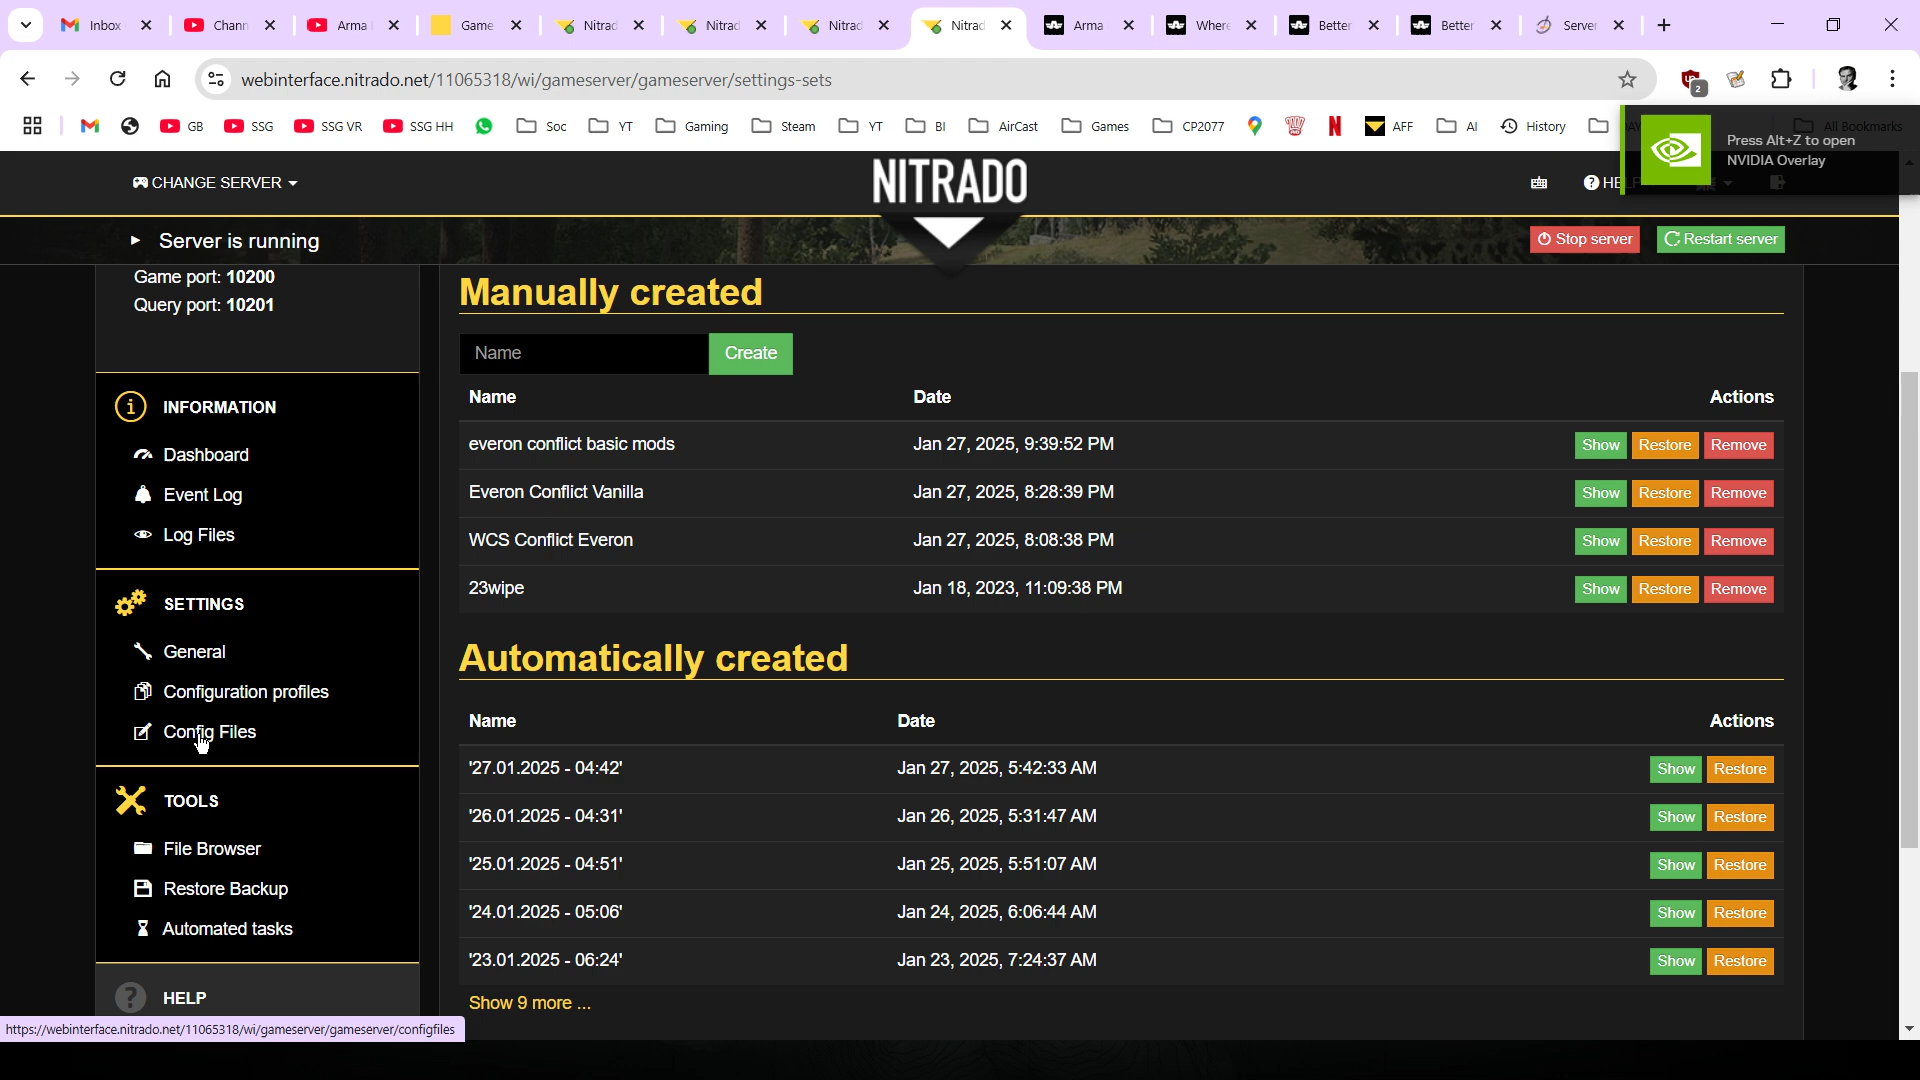 Inbox
Chann
Arma
Game
Nitrad
Nitrad
Nitrad
Nitrad
Arma
Wher
Better
Better
Server
webinterface.nitrado.net/11065318/wi/gameserver/gameserver/settings-sets
2
GB
SSG
SSG VR
SSG HH
Soc
YT
Gaming
Steam
YT
BI
AirCast
Games
CP2077
AFF
AI
History
All Bookmarks
Press Alt+Z to open
NVIDIA Overlay
CHANGE SERVER
NITRADO
HELP
Server is running
Stop server
Restart server
Game port: 10200
Query port: 10201
INFORMATION
Dashboard
Event Log
Log Files
SETTINGS
General
Configuration profiles
Config Files
TOOLS
File Browser
Restore Backup
Automated tasks
HELP
Manually created
Name
Create
Name Date Actions
everon conflict basic mods Jan 27, 2025, 9:39:52 PM Show Restore Remove
Everon Conflict Vanilla Jan 27, 2025, 8:28:39 PM Show Restore Remove
WCS Conflict Everon Jan 27, 2025, 8:08:38 PM Show Restore Remove
23wipe Jan 18, 2023, 11:09:38 PM Show Restore Remove
Automatically created
Name Date Actions
'27.01.2025 - 04:42' Jan 27, 2025, 5:42:33 AM Show Restore
'26.01.2025 - 04:31' Jan 26, 2025, 5:31:47 AM Show Restore
'25.01.2025 - 04:51' Jan 25, 2025, 5:51:07 AM Show Restore
'24.01.2025 - 05:06' Jan 24, 2025, 6:06:44 AM Show Restore
'23.01.2025 - 06:24' Jan 23, 2025, 7:24:37 AM Show Restore
Show 9 more ...
https://webinterface.nitrado.net/11065318/wi/gameserver/gameserver/configfiles